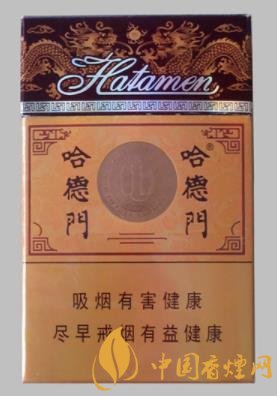 Hatamen
哈德門 哈德門®
吸烟有害健康
尽早戒烟有益健康
中国香煙网